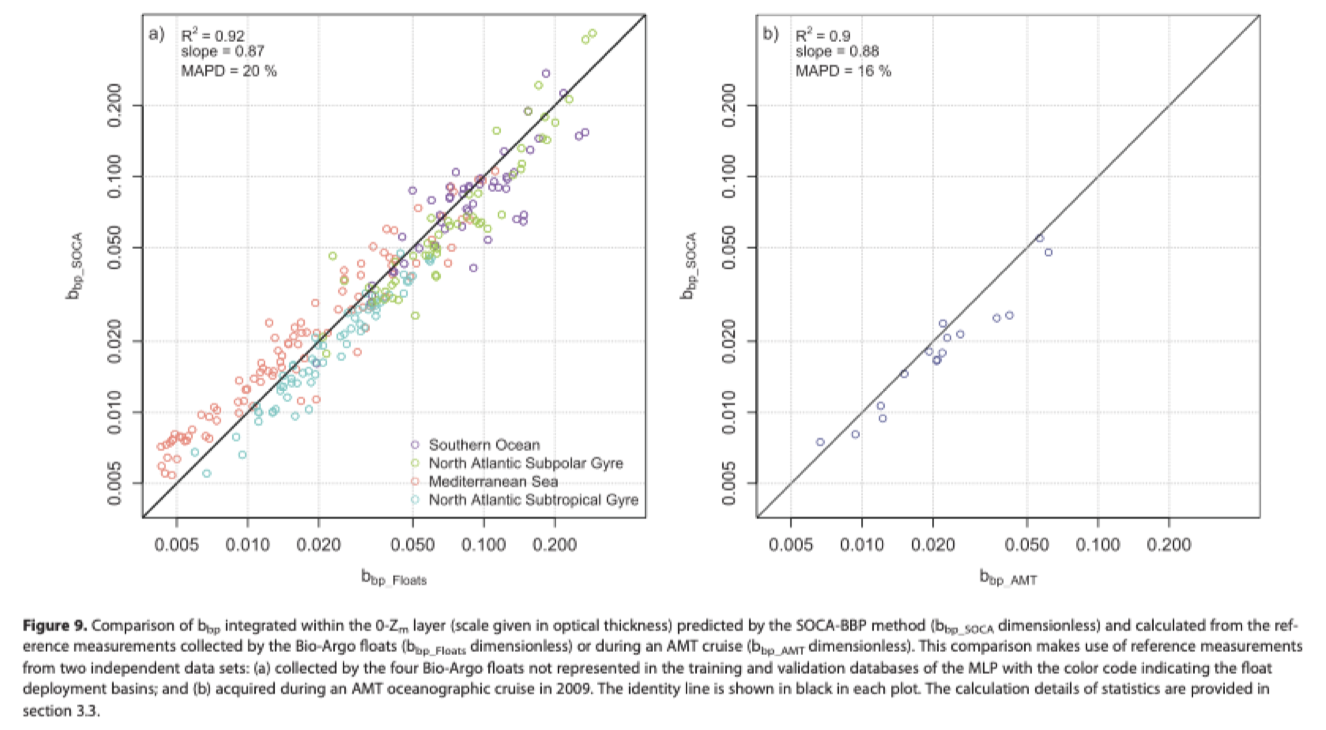 a)
R² = 0.92
slope = 0.87
MAPD = 20 %
0.200
0.100
0.050
0.020
0.010
0.005
b_bp_SOCA
Southern Ocean
North Atlantic Subpolar Gyre
Mediterranean Sea
North Atlantic Subtropical Gyre
0.005 0.010 0.020 0.050 0.100 0.200
b_bp_Floats
b)
R² = 0.9
slope = 0.88
MAPD = 16 %
0.200
0.100
0.050
0.020
0.010
0.005
b_bp_SOCA
0.005 0.010 0.020 0.050 0.100 0.200
b_bp_AMT
Figure 9. Comparison of b_bp integrated within the 0-Z_m layer (scale given in optical thickness) predicted by the SOCA-BBP method (b_bp_SOCA dimensionless) and calculated from the ref-
erence measurements collected by the Bio-Argo floats (b_bp_Floats dimensionless) or during an AMT cruise (b_bp_AMT dimensionless). This comparison makes use of reference measurements
from two independent data sets: (a) collected by the four Bio-Argo floats not represented in the training and validation databases of the MLP with the color code indicating the float
deployment basins; and (b) acquired during an AMT oceanographic cruise in 2009. The identity line is shown in black in each plot. The calculation details of statistics are provided in
section 3.3.